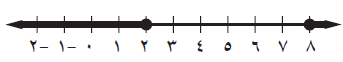 ٢– ١– ٠ ١ ٢ ٣ ٤ ٥ ٦ ٧ ٨